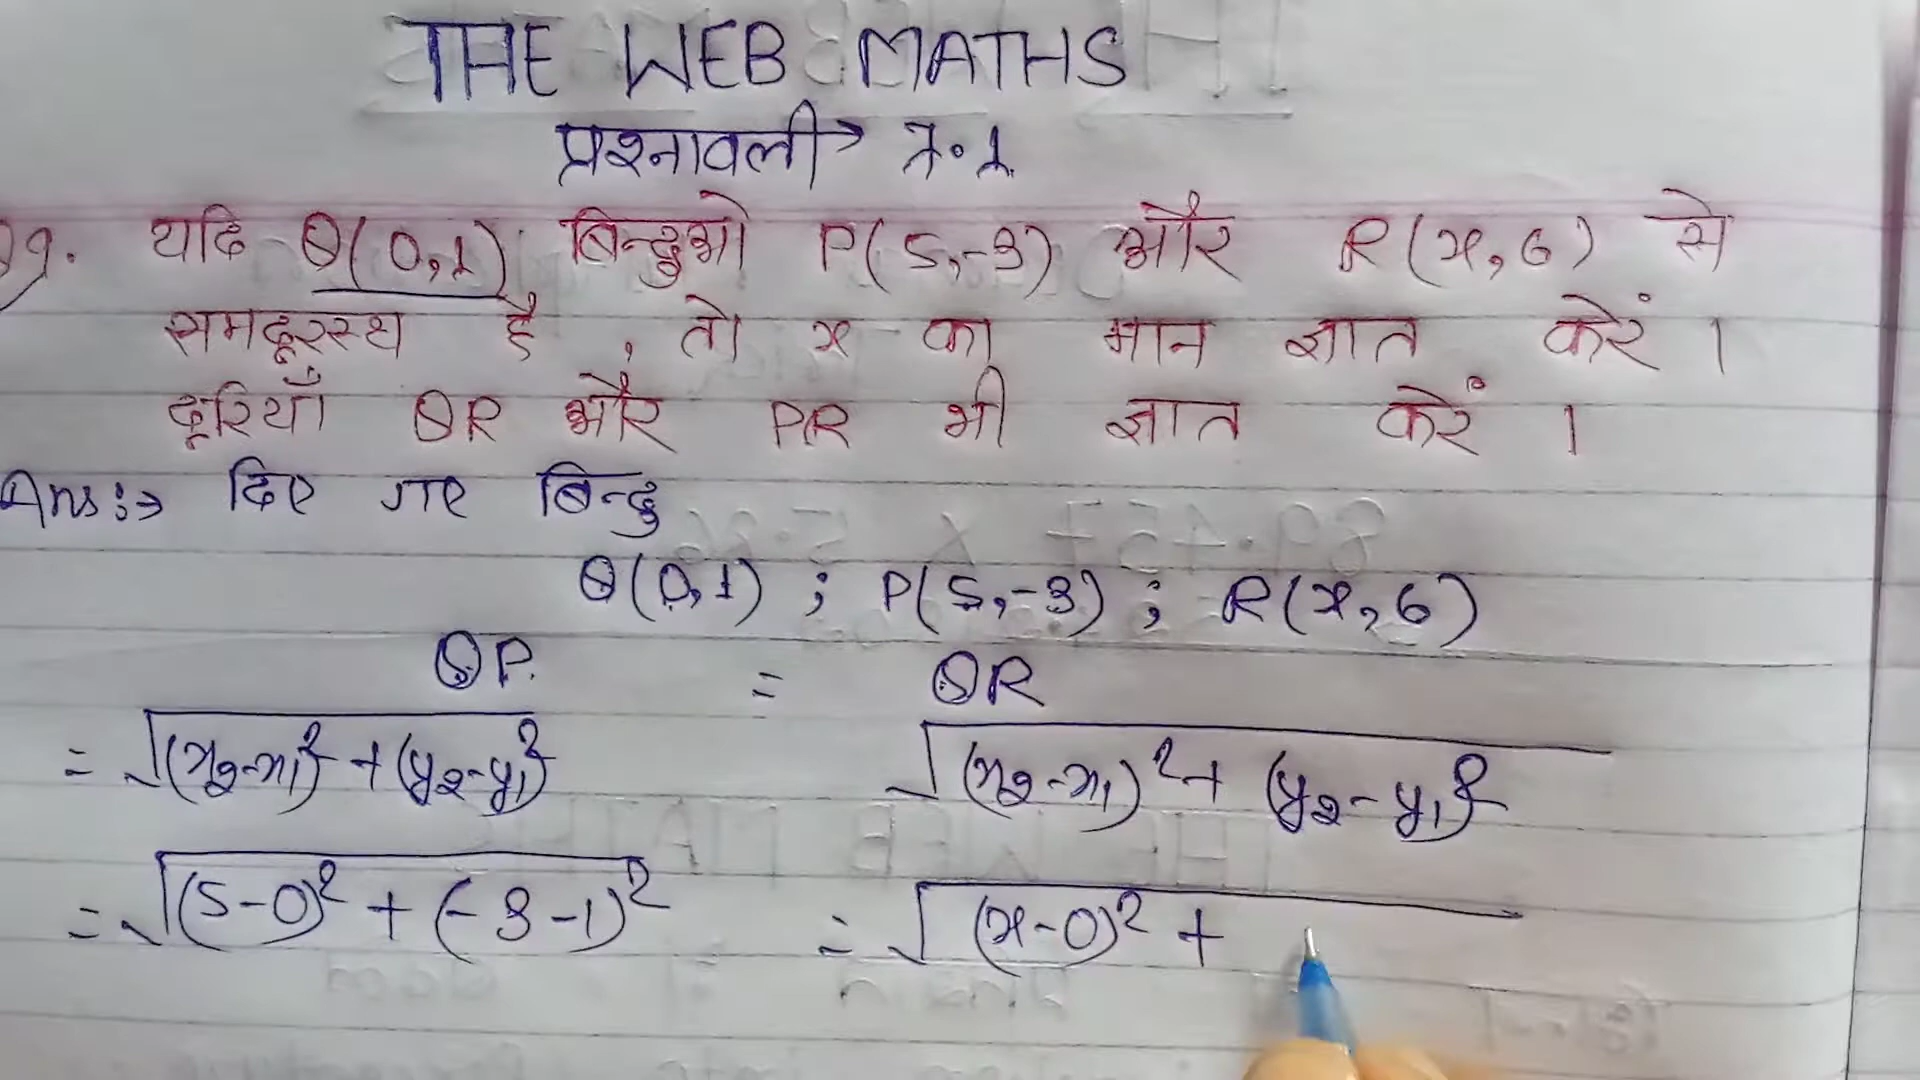 THE WEB MATHS
प्रश्नावली → 7.1
9. यदि Q(0,1) बिन्दुओ P(5,-3) और R(x,6) से
समदूरस्थ है, तो x का मान ज्ञात करें ।
दूरियाँ QR और PR भी ज्ञात करें ।
Ans:→ दिए गए बिन्दु
Q(0,1) ; P(5,-3) ; R(x,6)
QP = QR
= √(x₂-x₁)² + (y₂-y₁)² √(x₂-x₁)² + (y₂-y₁)²
= √(5-0)² + (-3-1)² = √(x-0)² +